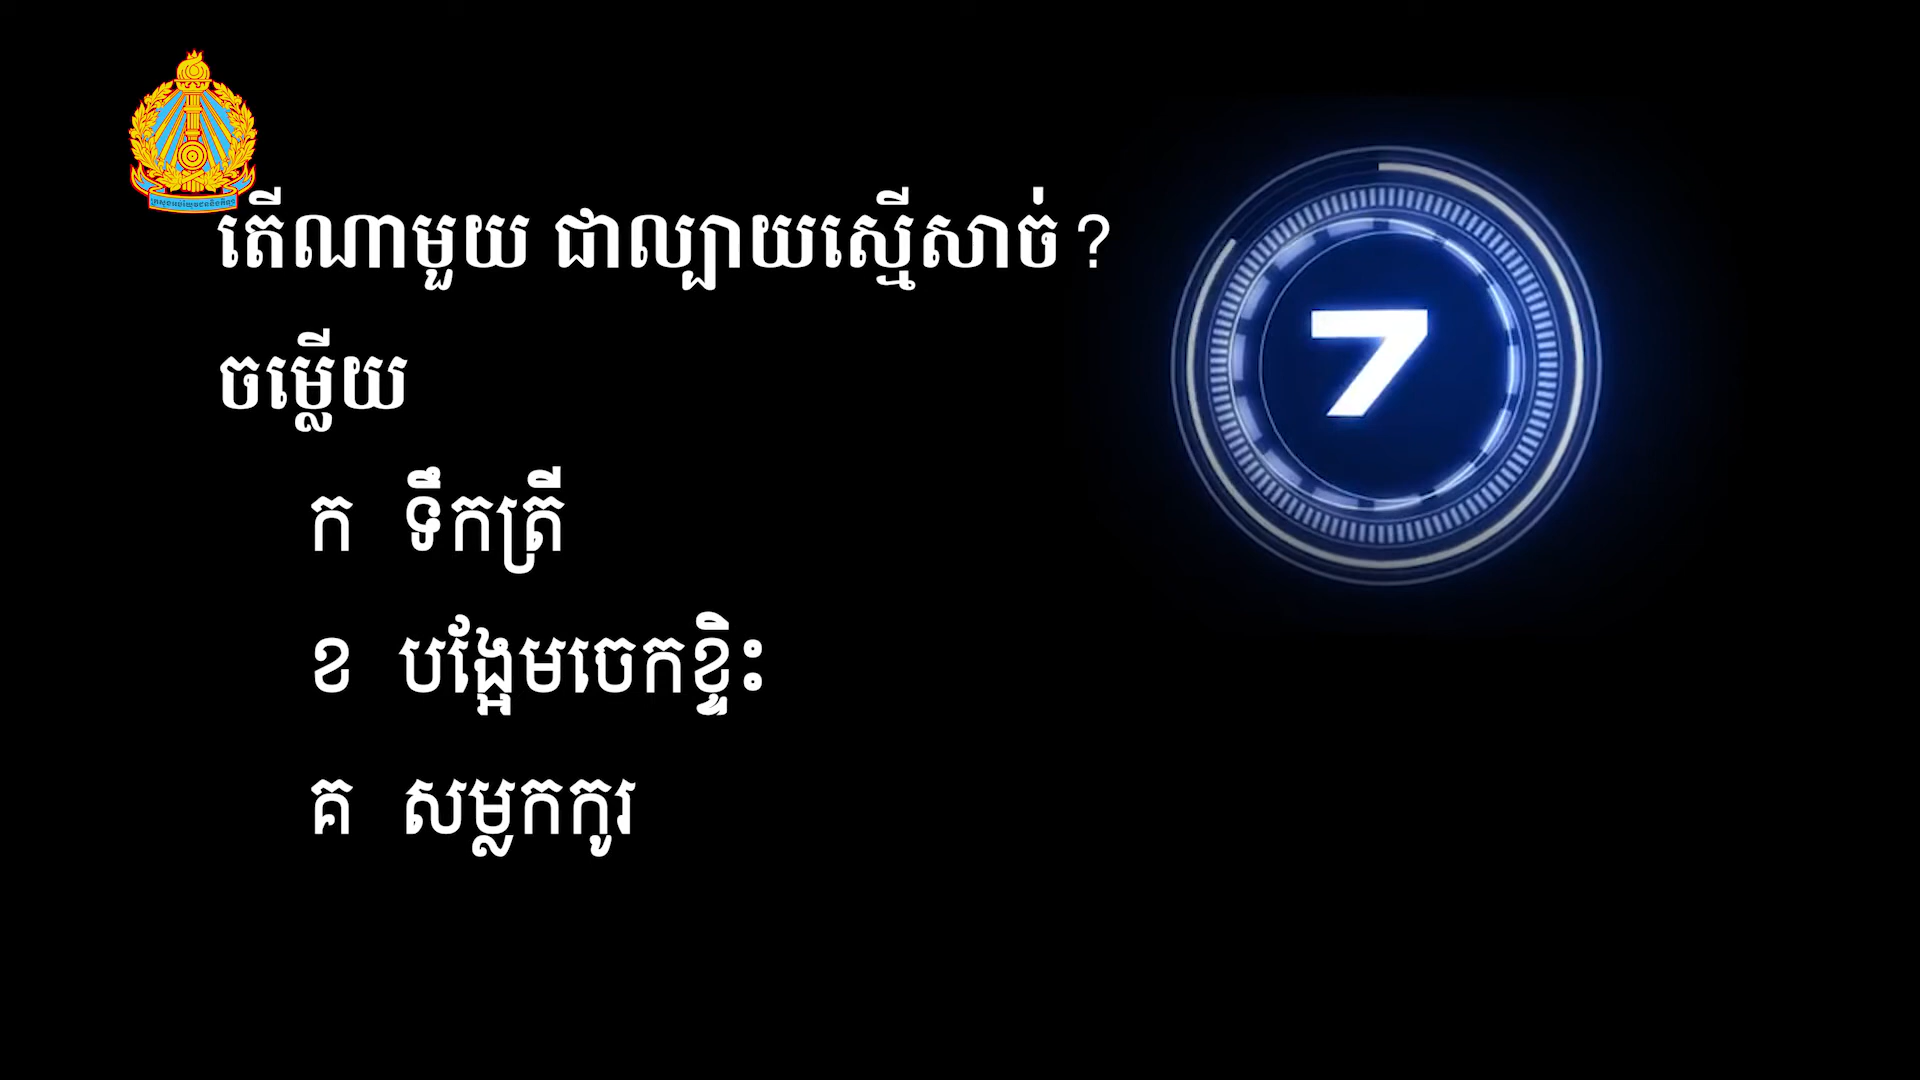 តើណាមួយ ជាល្បាយស្មើសាច់ ?
7
ចម្លើយ
ក ទឹកត្រី
ខ បង្អែមចេកខ្ទិះ
គ សម្លកកូរ